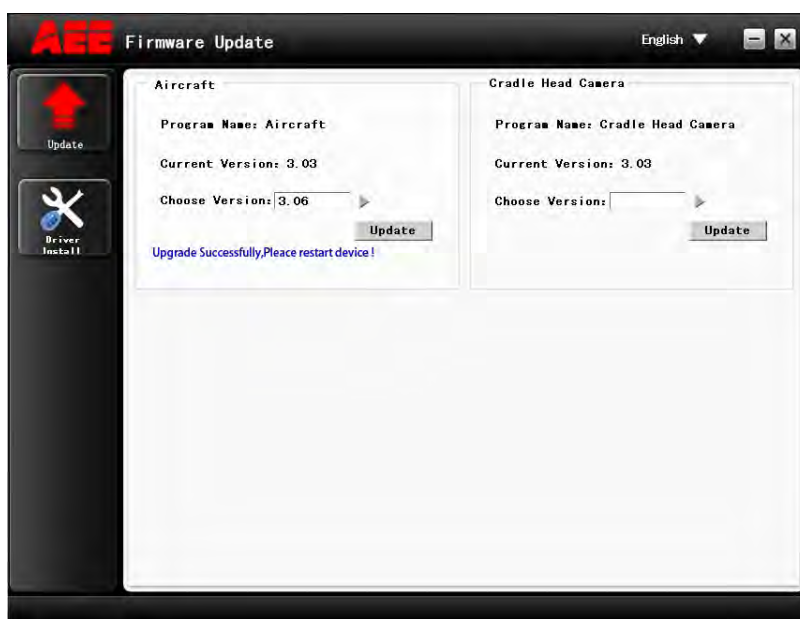 AEE Firmware Update English
Update
Driver
Install
Aircraft
Program Name: Aircraft
Current Version: 3.03
Choose Version: 3.06
Update
Upgrade Successfully,Pleace restart device !
Cradle Head Camera
Program Name: Cradle Head Camera
Current Version: 3.03
Choose Version:
Update